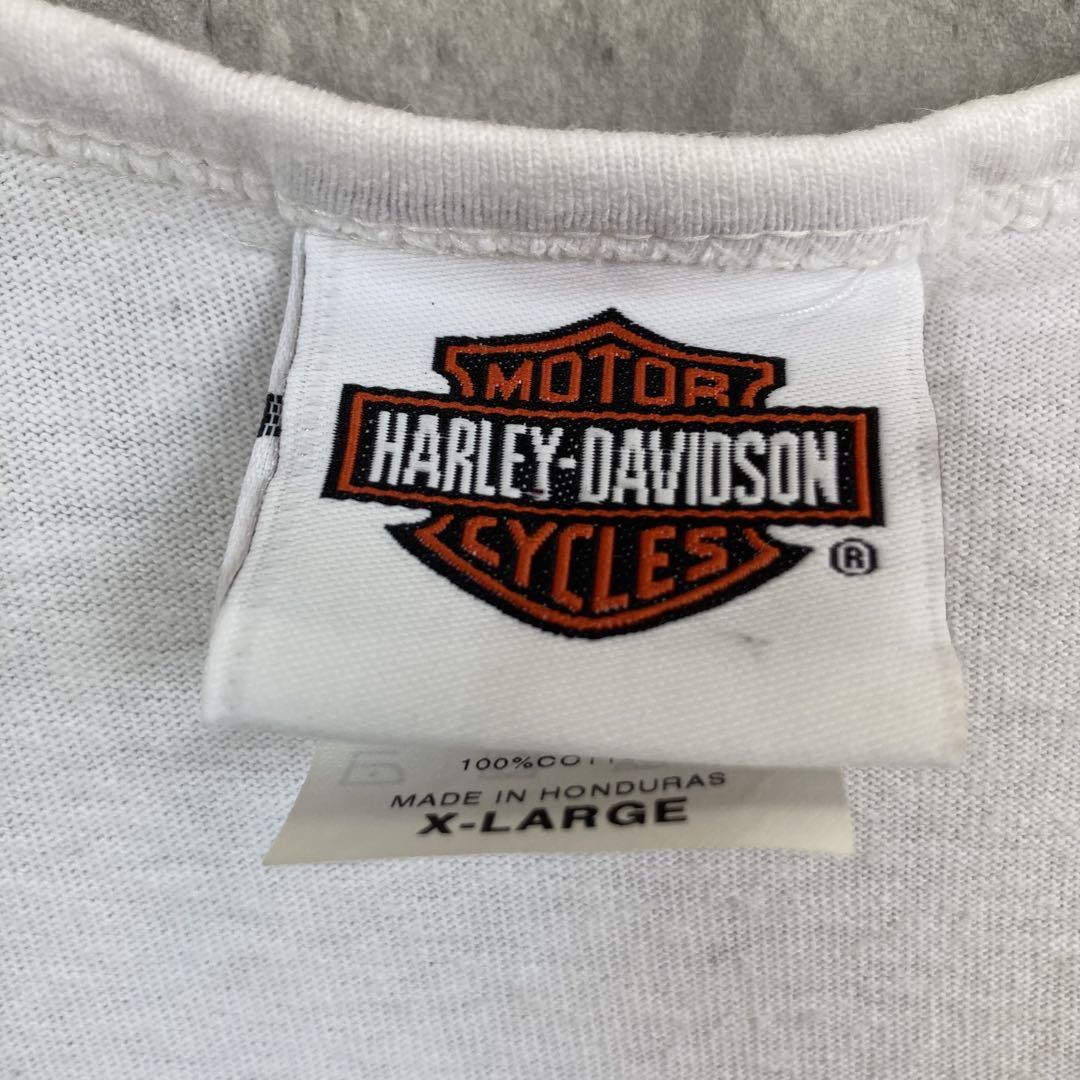 MOTOR
HARLEY-DAVIDSON
CYCLES
®
MADE IN HONDURAS
X-LARGE